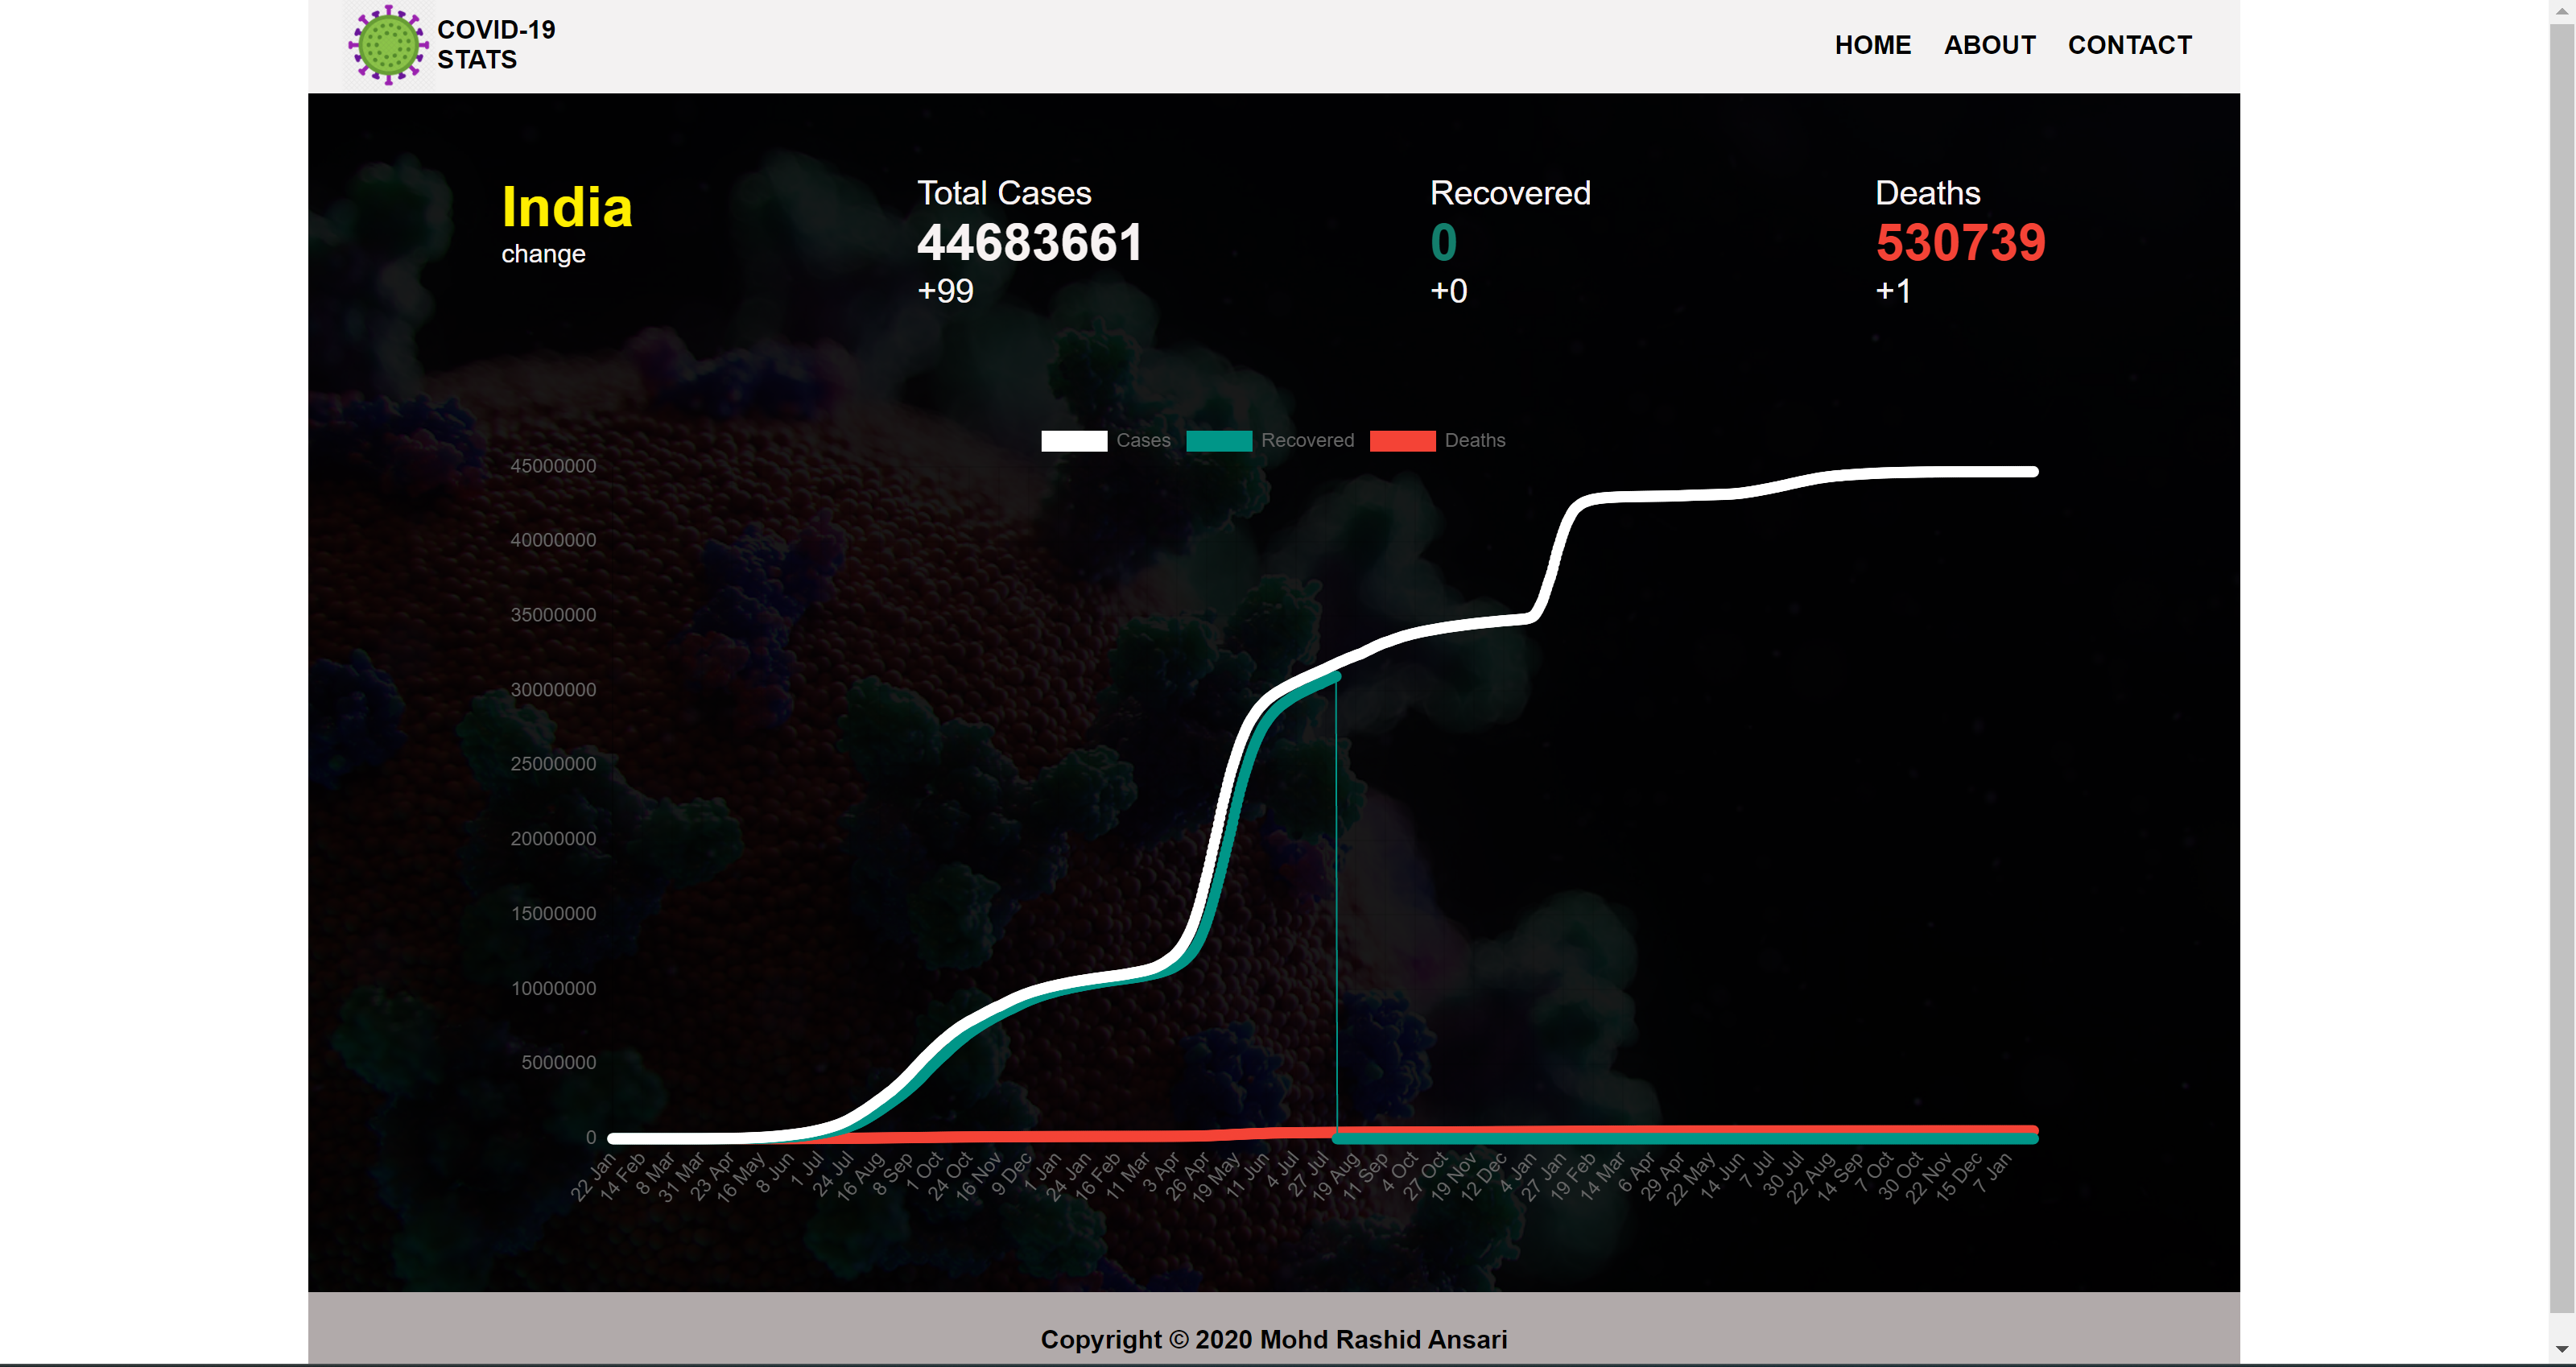 COVID-19
STATS
HOME ABOUT CONTACT
India
change
Total Cases
44683661
+99
Recovered
0
+0
Deaths
530739
+1
Cases Recovered Deaths
45000000
40000000
35000000
30000000
25000000
20000000
15000000
10000000
5000000
0
22 Jan
14 Feb
8 Mar
31 Mar
23 Apr
16 May
8 Jun
1 Jul
24 Jul
16 Aug
8 Sep
1 Oct
24 Oct
16 Nov
9 Dec
1 Jan
24 Jan
16 Feb
11 Mar
3 Apr
26 Apr
19 May
11 Jun
4 Jul
27 Jul
19 Aug
11 Sep
4 Oct
27 Oct
19 Nov
12 Dec
4 Jan
27 Jan
19 Feb
14 Mar
6 Apr
29 Apr
22 May
14 Jun
7 Jul
30 Jul
22 Aug
14 Sep
7 Oct
30 Oct
22 Nov
15 Dec
7 Jan
Copyright © 2020 Mohd Rashid Ansari